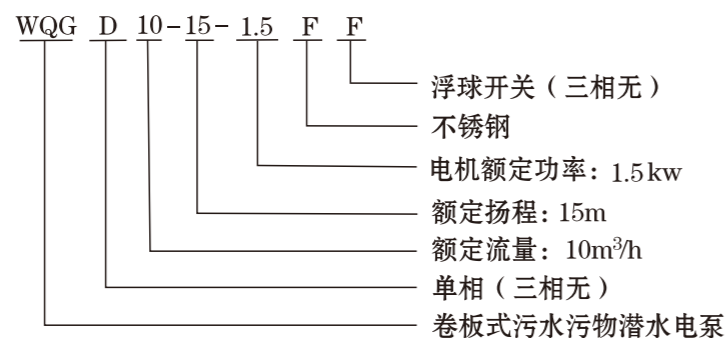 WQG D 10-15-1.5 F F
浮球开关（三相无）
不锈钢
电机额定功率：1.5kw
额定扬程：15m
额定流量：10m³/h
单相（三相无）
卷板式污水污物潜水电泵